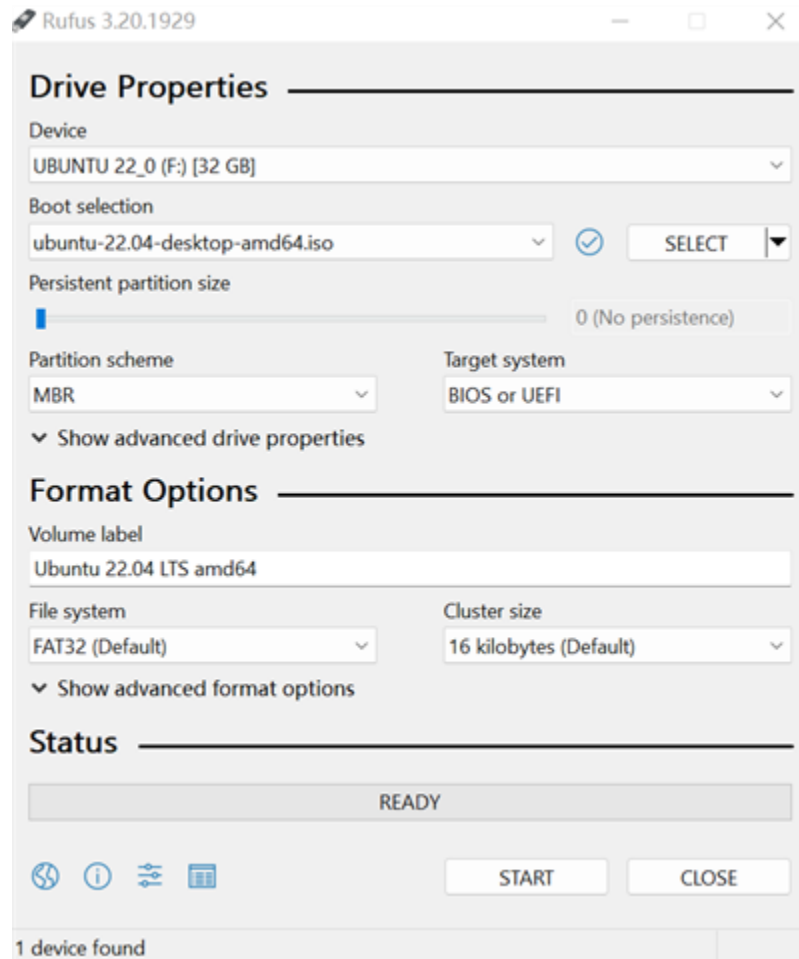 Rufus 3.20.1929
Drive Properties
Device
UBUNTU 22_0 (F:) [32 GB]
Boot selection
ubuntu-22.04-desktop-amd64.iso
SELECT
Persistent partition size
0 (No persistence)
Partition scheme
Target system
MBR
BIOS or UEFI
Show advanced drive properties
Format Options
Volume label
Ubuntu 22.04 LTS amd64
File system
Cluster size
FAT32 (Default)
16 kilobytes (Default)
Show advanced format options
Status
READY
START
CLOSE
1 device found